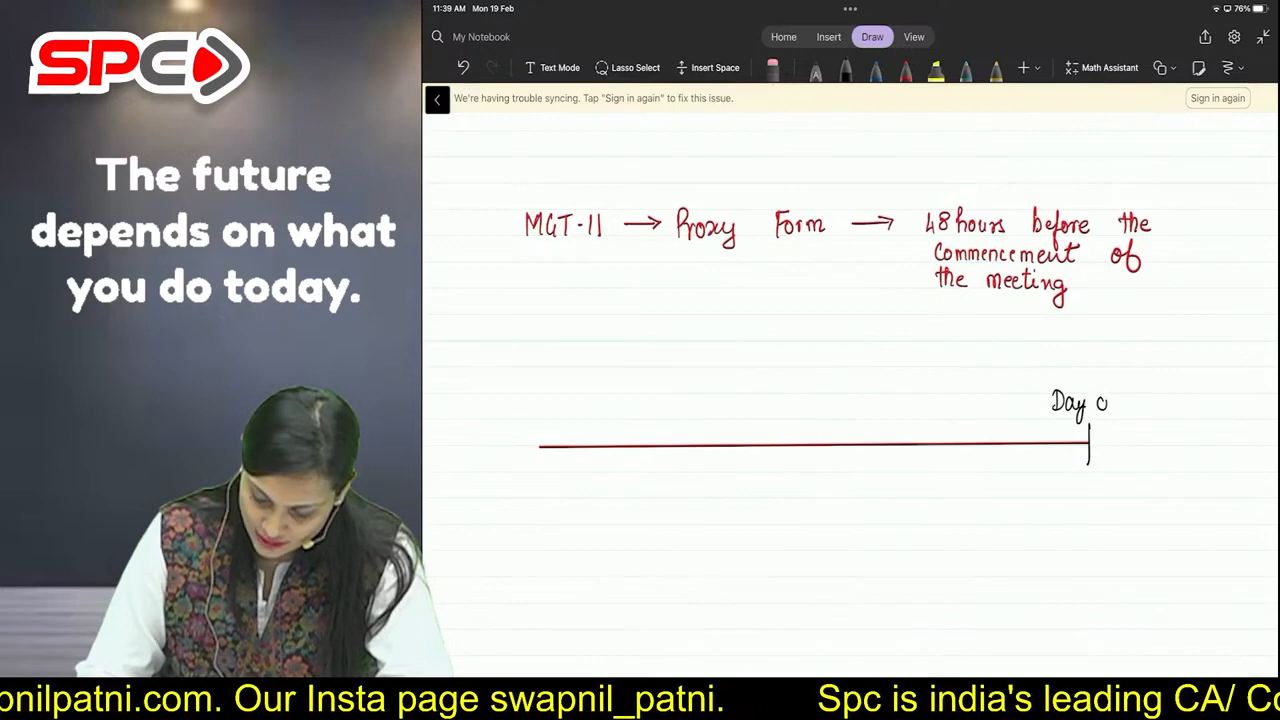 SPC
The future
depends on what
you do today.
11:39 AM Mon 19 Feb
76%
My Notebook
Home Insert Draw View
Text Mode Lasso Select Insert Space Math Assistant
We're having trouble syncing. Tap "Sign in again" to fix this issue.
Sign in again
MGT-11 → Proxy Form → 48 hours before the
commencement of
the meeting
Day 0
pnilpatni.com. Our Insta page swapnil_patni. Spc is india's leading CA/ Co